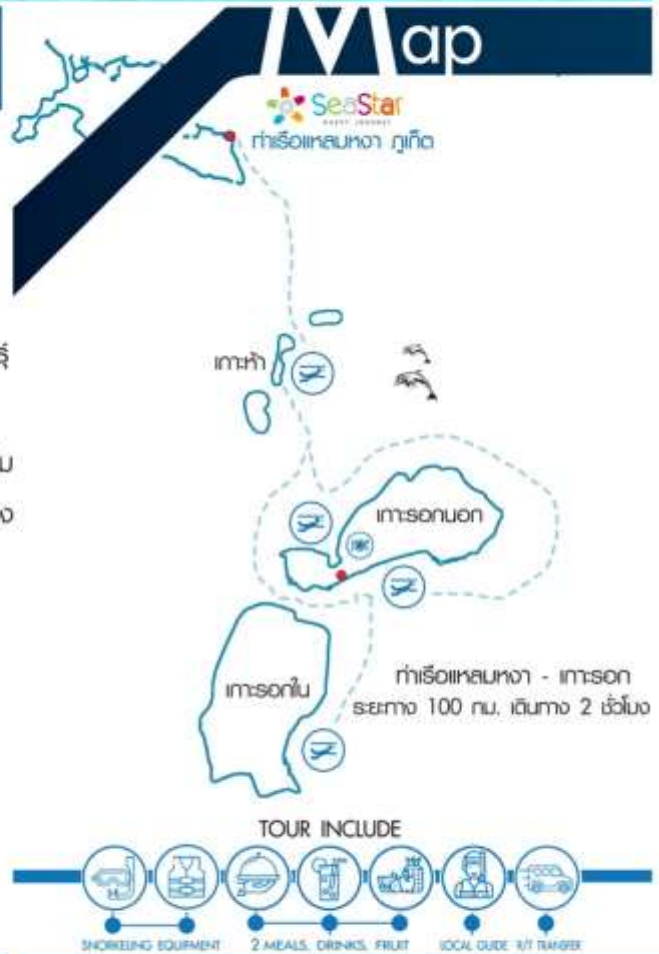 Map
SeaStar
HAPPY JOURNEY
ท่าเรือแหลมหงา ภูเก็ต
เกาะห้า
เกาะรอกนอก
เกาะรอกใน
ท่าเรือแหลมหงา - เกาะรอก
ระยะทาง 100 กม. เดินทาง 2 ชั่วโมง
TOUR INCLUDE
SNORKELING EQUIPMENT
2 MEALS, DRINKS, FRUIT
LOCAL GUIDE
R/T TRANSFER